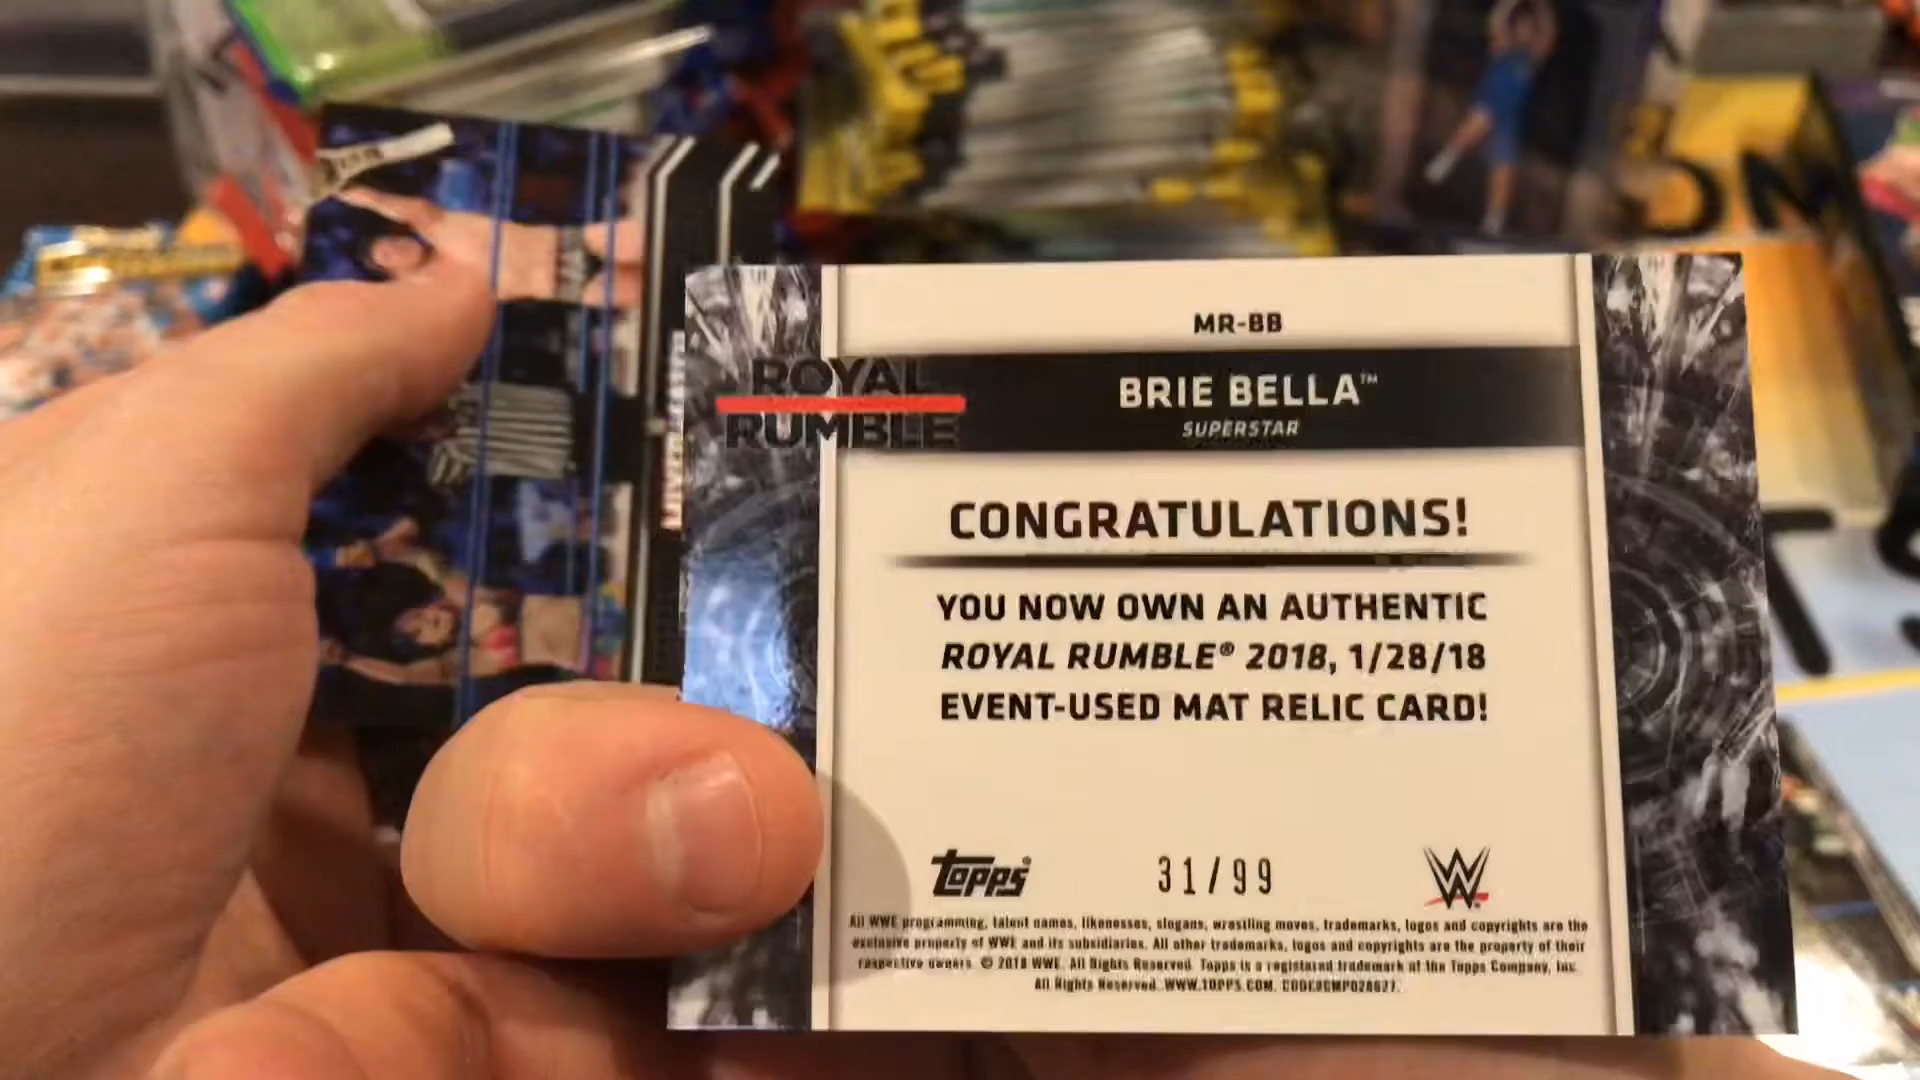 MR-BB
ROYAL
RUMBLE
BRIE BELLA™
SUPERSTAR
CONGRATULATIONS!
YOU NOW OWN AN AUTHENTIC
ROYAL RUMBLE® 2018, 1/28/18
EVENT-USED MAT RELIC CARD!
Topps®
31/99
W
All WWE programming, talent names, likenesses, slogans, wrestling moves, trademarks, logos and copyrights are the
exclusive property of WWE and its subsidiaries. All other trademarks, logos and copyrights are the property of their
respective owners. © 2018 WWE. All Rights Reserved. Topps is a registered trademark of the Topps Company, Inc.
All Rights Reserved. WWW.TOPPS.COM.